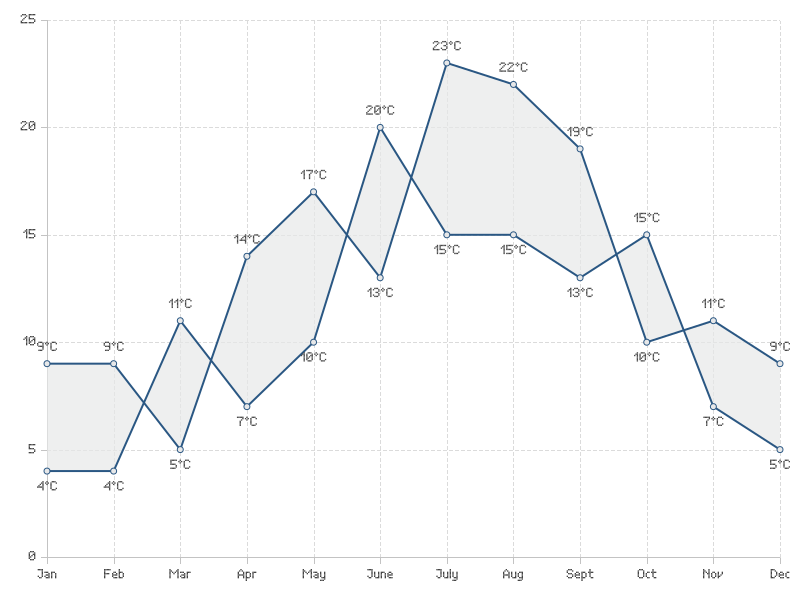 25
23°C
22°C
20°C
20
19°C
17°C
15°C
14°C
15
15°C
15°C
13°C
13°C
11°C
11°C
10
9°C
9°C
9°C
10°C
10°C
7°C
7°C
5
5°C
5°C
4°C
4°C
0
Jan Feb Mar Apr May June July Aug Sept Oct Nov Dec